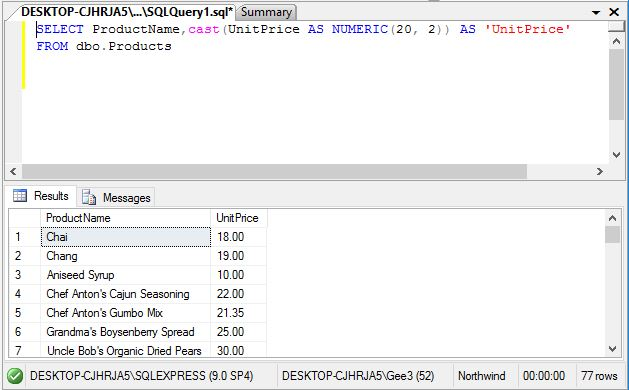 DESKTOP-CJHRJA5\...\SQLQuery1.sql* Summary
SELECT ProductName,cast(UnitPrice AS NUMERIC(20, 2)) AS 'UnitPrice'
FROM dbo.Products
Results Messages
ProductName UnitPrice
1 Chai 18.00
2 Chang 19.00
3 Aniseed Syrup 10.00
4 Chef Anton's Cajun Seasoning 22.00
5 Chef Anton's Gumbo Mix 21.35
6 Grandma's Boysenberry Spread 25.00
7 Uncle Bob's Organic Dried Pears 30.00
DESKTOP-CJHRJA5\SQLEXPRESS (9.0 SP4) DESKTOP-CJHRJA5\Gee3 (52) Northwind 00:00:00 77 rows